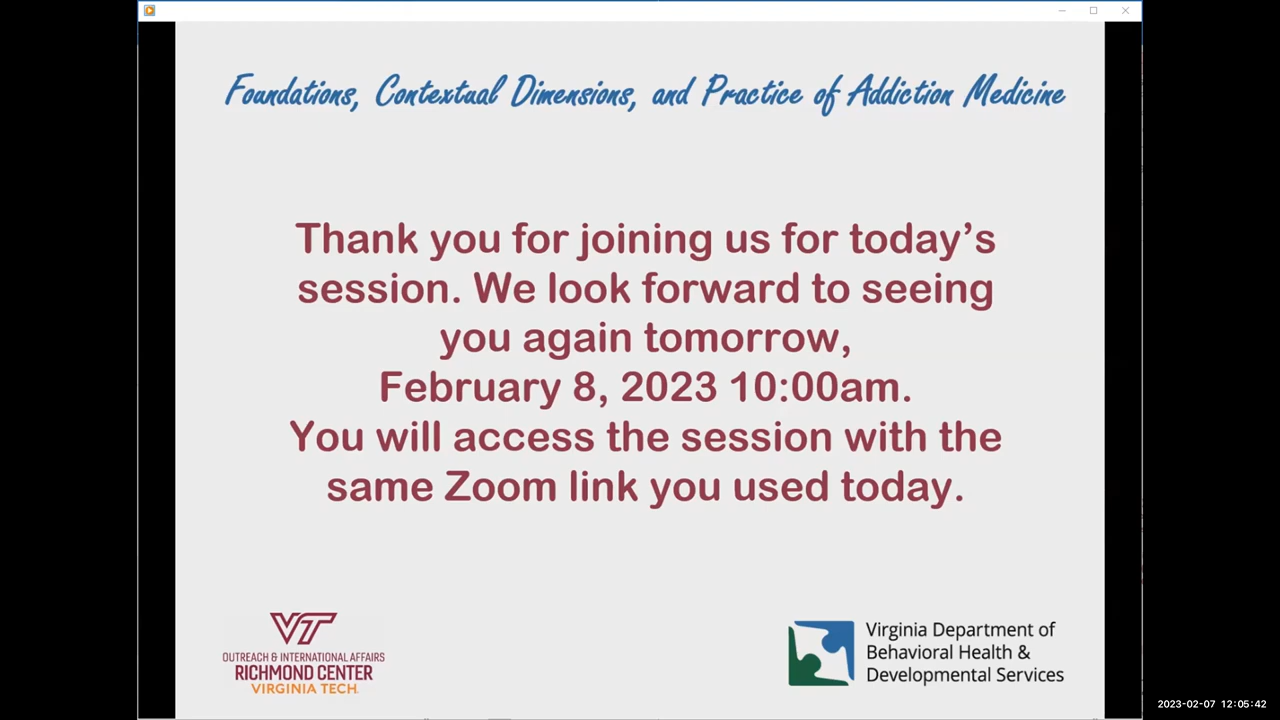 Foundations, Contextual Dimensions, and Practice of Addiction Medicine
Thank you for joining us for today’s
session. We look forward to seeing
you again tomorrow,
February 8, 2023 10:00am.
You will access the session with the
same Zoom link you used today.
VT
OUTREACH & INTERNATIONAL AFFAIRS
RICHMOND CENTER
VIRGINIA TECH.
Virginia Department of
Behavioral Health &
Developmental Services
2023-02-07 12:05:42